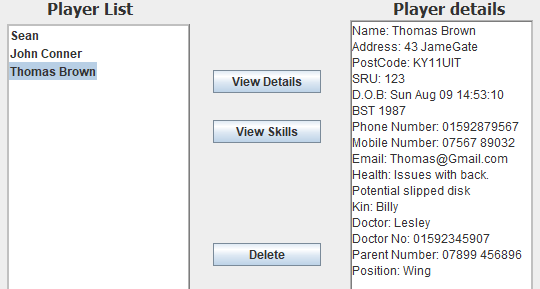 Player List
Sean
John Conner
Thomas Brown
View Details
View Skills
Delete
Player details
Name: Thomas Brown
Address: 43 JameGate
PostCode: KY11UIT
SRU: 123
D.O.B: Sun Aug 09 14:53:10
BST 1987
Phone Number: 01592879567
Mobile Number: 07567 89032
Email: Thomas@Gmail.com
Health: Issues with back.
Potential slipped disk
Kin: Billy
Doctor: Lesley
Doctor No: 01592345907
Parent Number: 07899 456896
Position: Wing